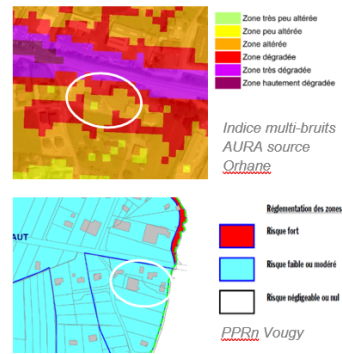 Zone très peu altérée
Zone peu altérée
Zone altérée
Zone dégradée
Zone très dégradée
Zone hautement dégradée
Indice multi-bruits
AURA source
Orhane
AUT
Réglementation des zones
Risque fort
Risque faible ou modéré
Risque négligeable ou nul
PPRn Vougy